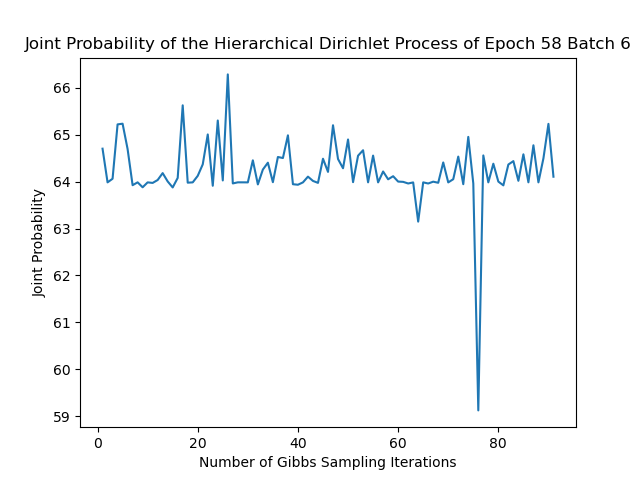 Joint Probability of the Hierarchical Dirichlet Process of Epoch 58 Batch 6
66
65
64
63
62
61
60
59
Joint Probability
0 20 40 60 80
Number of Gibbs Sampling Iterations